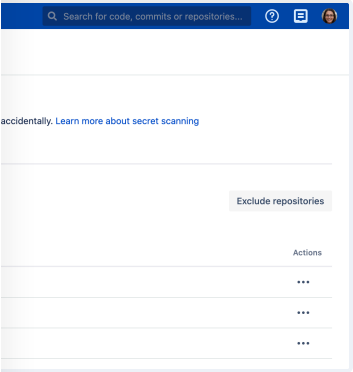 Search for code, commits or repositories...
accidentally. Learn more about secret scanning
Exclude repositories
Actions